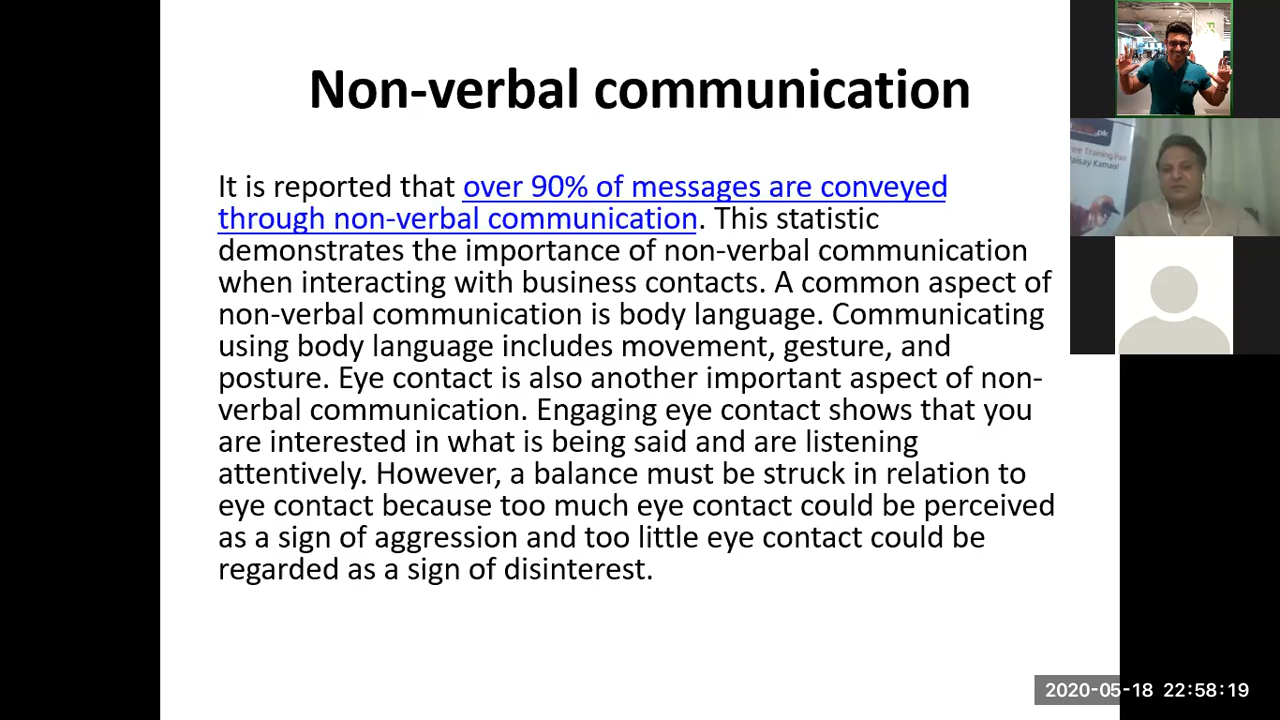 Non-verbal communication
It is reported that over 90% of messages are conveyed
through non-verbal communication. This statistic
demonstrates the importance of non-verbal communication
when interacting with business contacts. A common aspect of
non-verbal communication is body language. Communicating
using body language includes movement, gesture, and
posture. Eye contact is also another important aspect of non-
verbal communication. Engaging eye contact shows that you
are interested in what is being said and are listening
attentively. However, a balance must be struck in relation to
eye contact because too much eye contact could be perceived
as a sign of aggression and too little eye contact could be
regarded as a sign of disinterest.
.pk
Training
Paisay Kamao!
2020-05-18 22:58:19